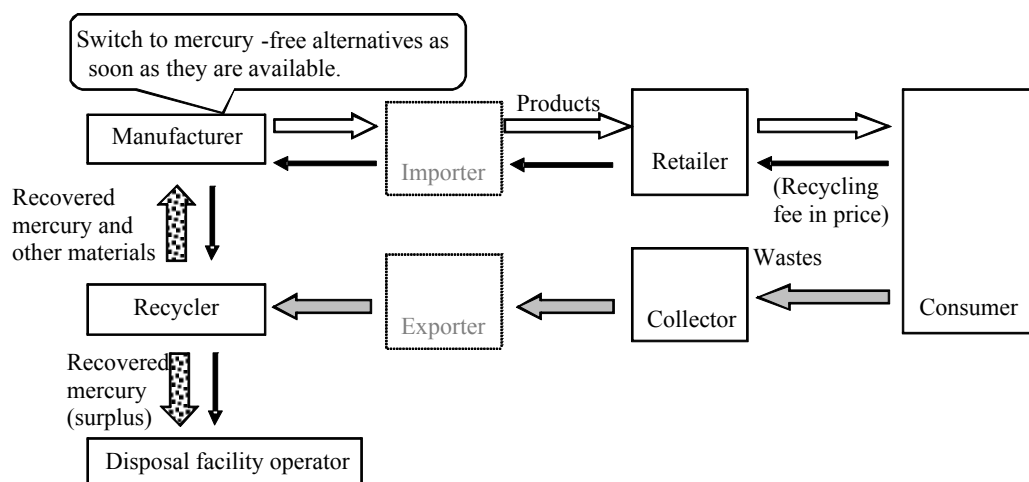 Switch to mercury -free alternatives as
soon as they are available.
Products
Manufacturer
Importer
Retailer
(Recycling
fee in price)
Recovered
mercury and
other materials
Wastes
Recycler
Exporter
Collector
Consumer
Recovered
mercury
(surplus)
Disposal facility operator